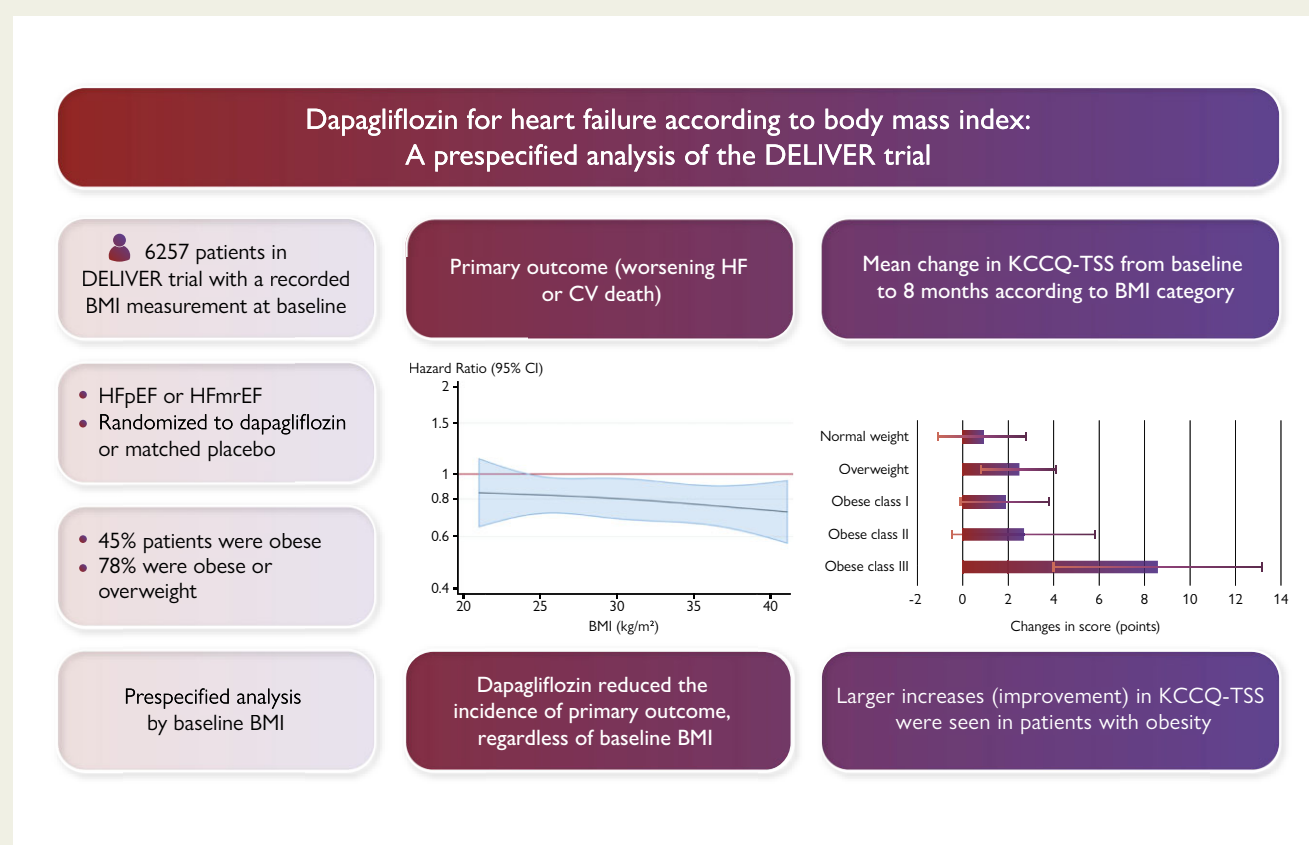 Dapagliflozin for heart failure according to body mass index:
A prespecified analysis of the DELIVER trial
6257 patients in
DELIVER trial with a recorded
BMI measurement at baseline
• HFpEF or HFmrEF
• Randomized to dapagliflozin
or matched placebo
• 45% patients were obese
• 78% were obese or
overweight
Prespecified analysis
by baseline BMI
Primary outcome (worsening HF
or CV death)
Hazard Ratio (95% CI)
2
1.5
1
0.8
0.6
0.4
20 25 30 35 40
BMI (kg/m²)
Dapagliflozin reduced the
incidence of primary outcome,
regardless of baseline BMI
Mean change in KCCQ-TSS from baseline
to 8 months according to BMI category
Normal weight
Overweight
Obese class I
Obese class II
Obese class III
-2 0 2 4 6 8 10 12 14
Changes in score (points)
Larger increases (improvement) in KCCQ-TSS
were seen in patients with obesity